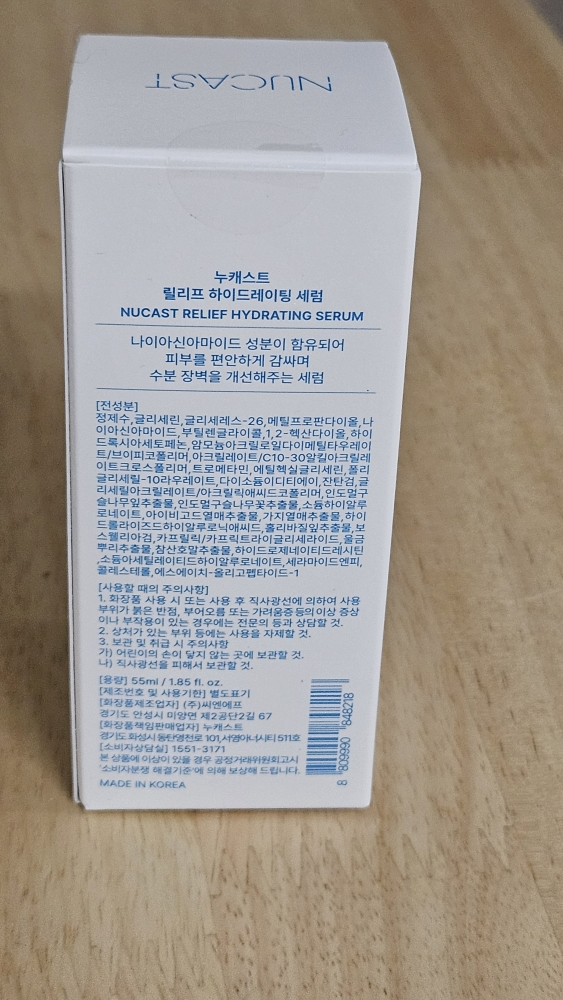 NUCAST
누캐스트
릴리프 하이드레이팅 세럼
NUCAST RELIEF HYDRATING SERUM
나이아신아마이드 성분이 함유되어
피부를 편안하게 감싸며
수분 장벽을 개선해주는 세럼
[전성분]
정제수,글리세린,글리세레스-26,메틸프로판다이올,나
이아신아마이드,부틸렌글라이콜,1,2-헥산다이올,하이
드록시아세토페논,암모늄아크릴로일다이메틸타우레이
트/브이피코폴리머,아크릴레이트/C10-30알킬아크릴레
이트크로스폴리머,트로메타민,에틸헥실글리세린,폴리
글리세릴-10라우레이트,다이소듐이디티에이,잔탄검,글
리세릴아크릴레이트/아크릴릭애씨드코폴리머,인도멀구
슬나무잎추출물,인도멀구슬나무꽃추출물,소듐하이알루
로네이트,아이비고드열매추출물,가지열매추출물,하이
드롤라이즈드하이알루로닉애씨드,홀리바질잎추출물,보
스웰리아검,카프릴릭/카프릭트라이글리세라이드,울금
뿌리추출물,참산호말추출물,하이드로제네이티드레시틴
,소듐아세틸레이티드하이알루로네이트,세라마이드엔피,
콜레스테롤,에스에이치-올리고펩타이드-1
[사용할 때의 주의사항]
1. 화장품 사용 시 또는 사용 후 직사광선에 의하여 사용
부위가 붉은 반점, 부어오름 또는 가려움증 등의 이상 증상
이나 부작용이 있는 경우에는 전문의 등과 상담할 것.
2. 상처가 있는 부위 등에는 사용을 자제할 것.
3. 보관 및 취급 시 주의사항
가) 어린이의 손이 닿지 않는 곳에 보관할 것.
나) 직사광선을 피해서 보관할 것.
[용량] 55ml / 1.85 fl. oz.
[제조번호 및 사용기한] 별도표기
[화장품제조업자] (주)씨엔에프
경기도 안성시 미양면 제2공단2길 67
[화장품책임판매업자] 누캐스트
경기도 화성시 동탄영천로 101, 서영아너시티 511호
[소비자상담실] 1551-3171
본 상품에 이상이 있을 경우 공정거래위원회고시
'소비자분쟁 해결기준'에 의해 보상해 드립니다.
MADE IN KOREA
8 809990 848218